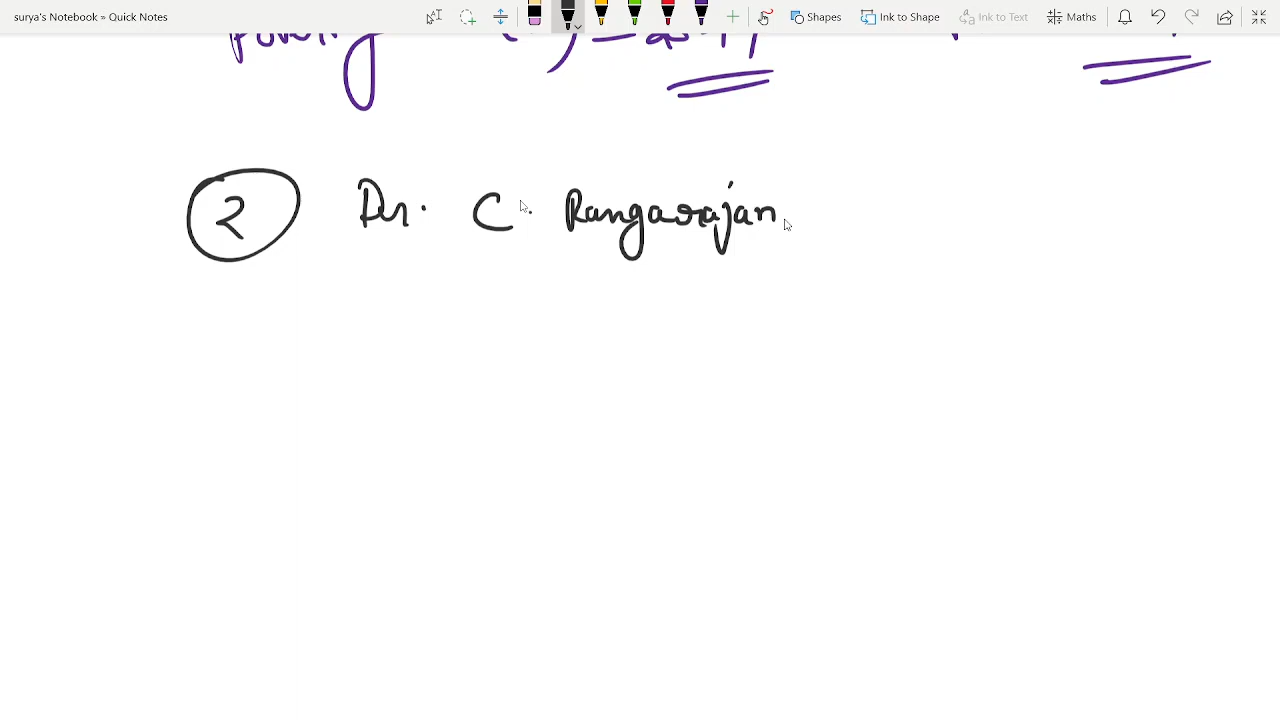 surya's Notebook » Quick Notes
Shapes Ink to Shape Ink to Text Maths
2 Dr. C. Rangarajan